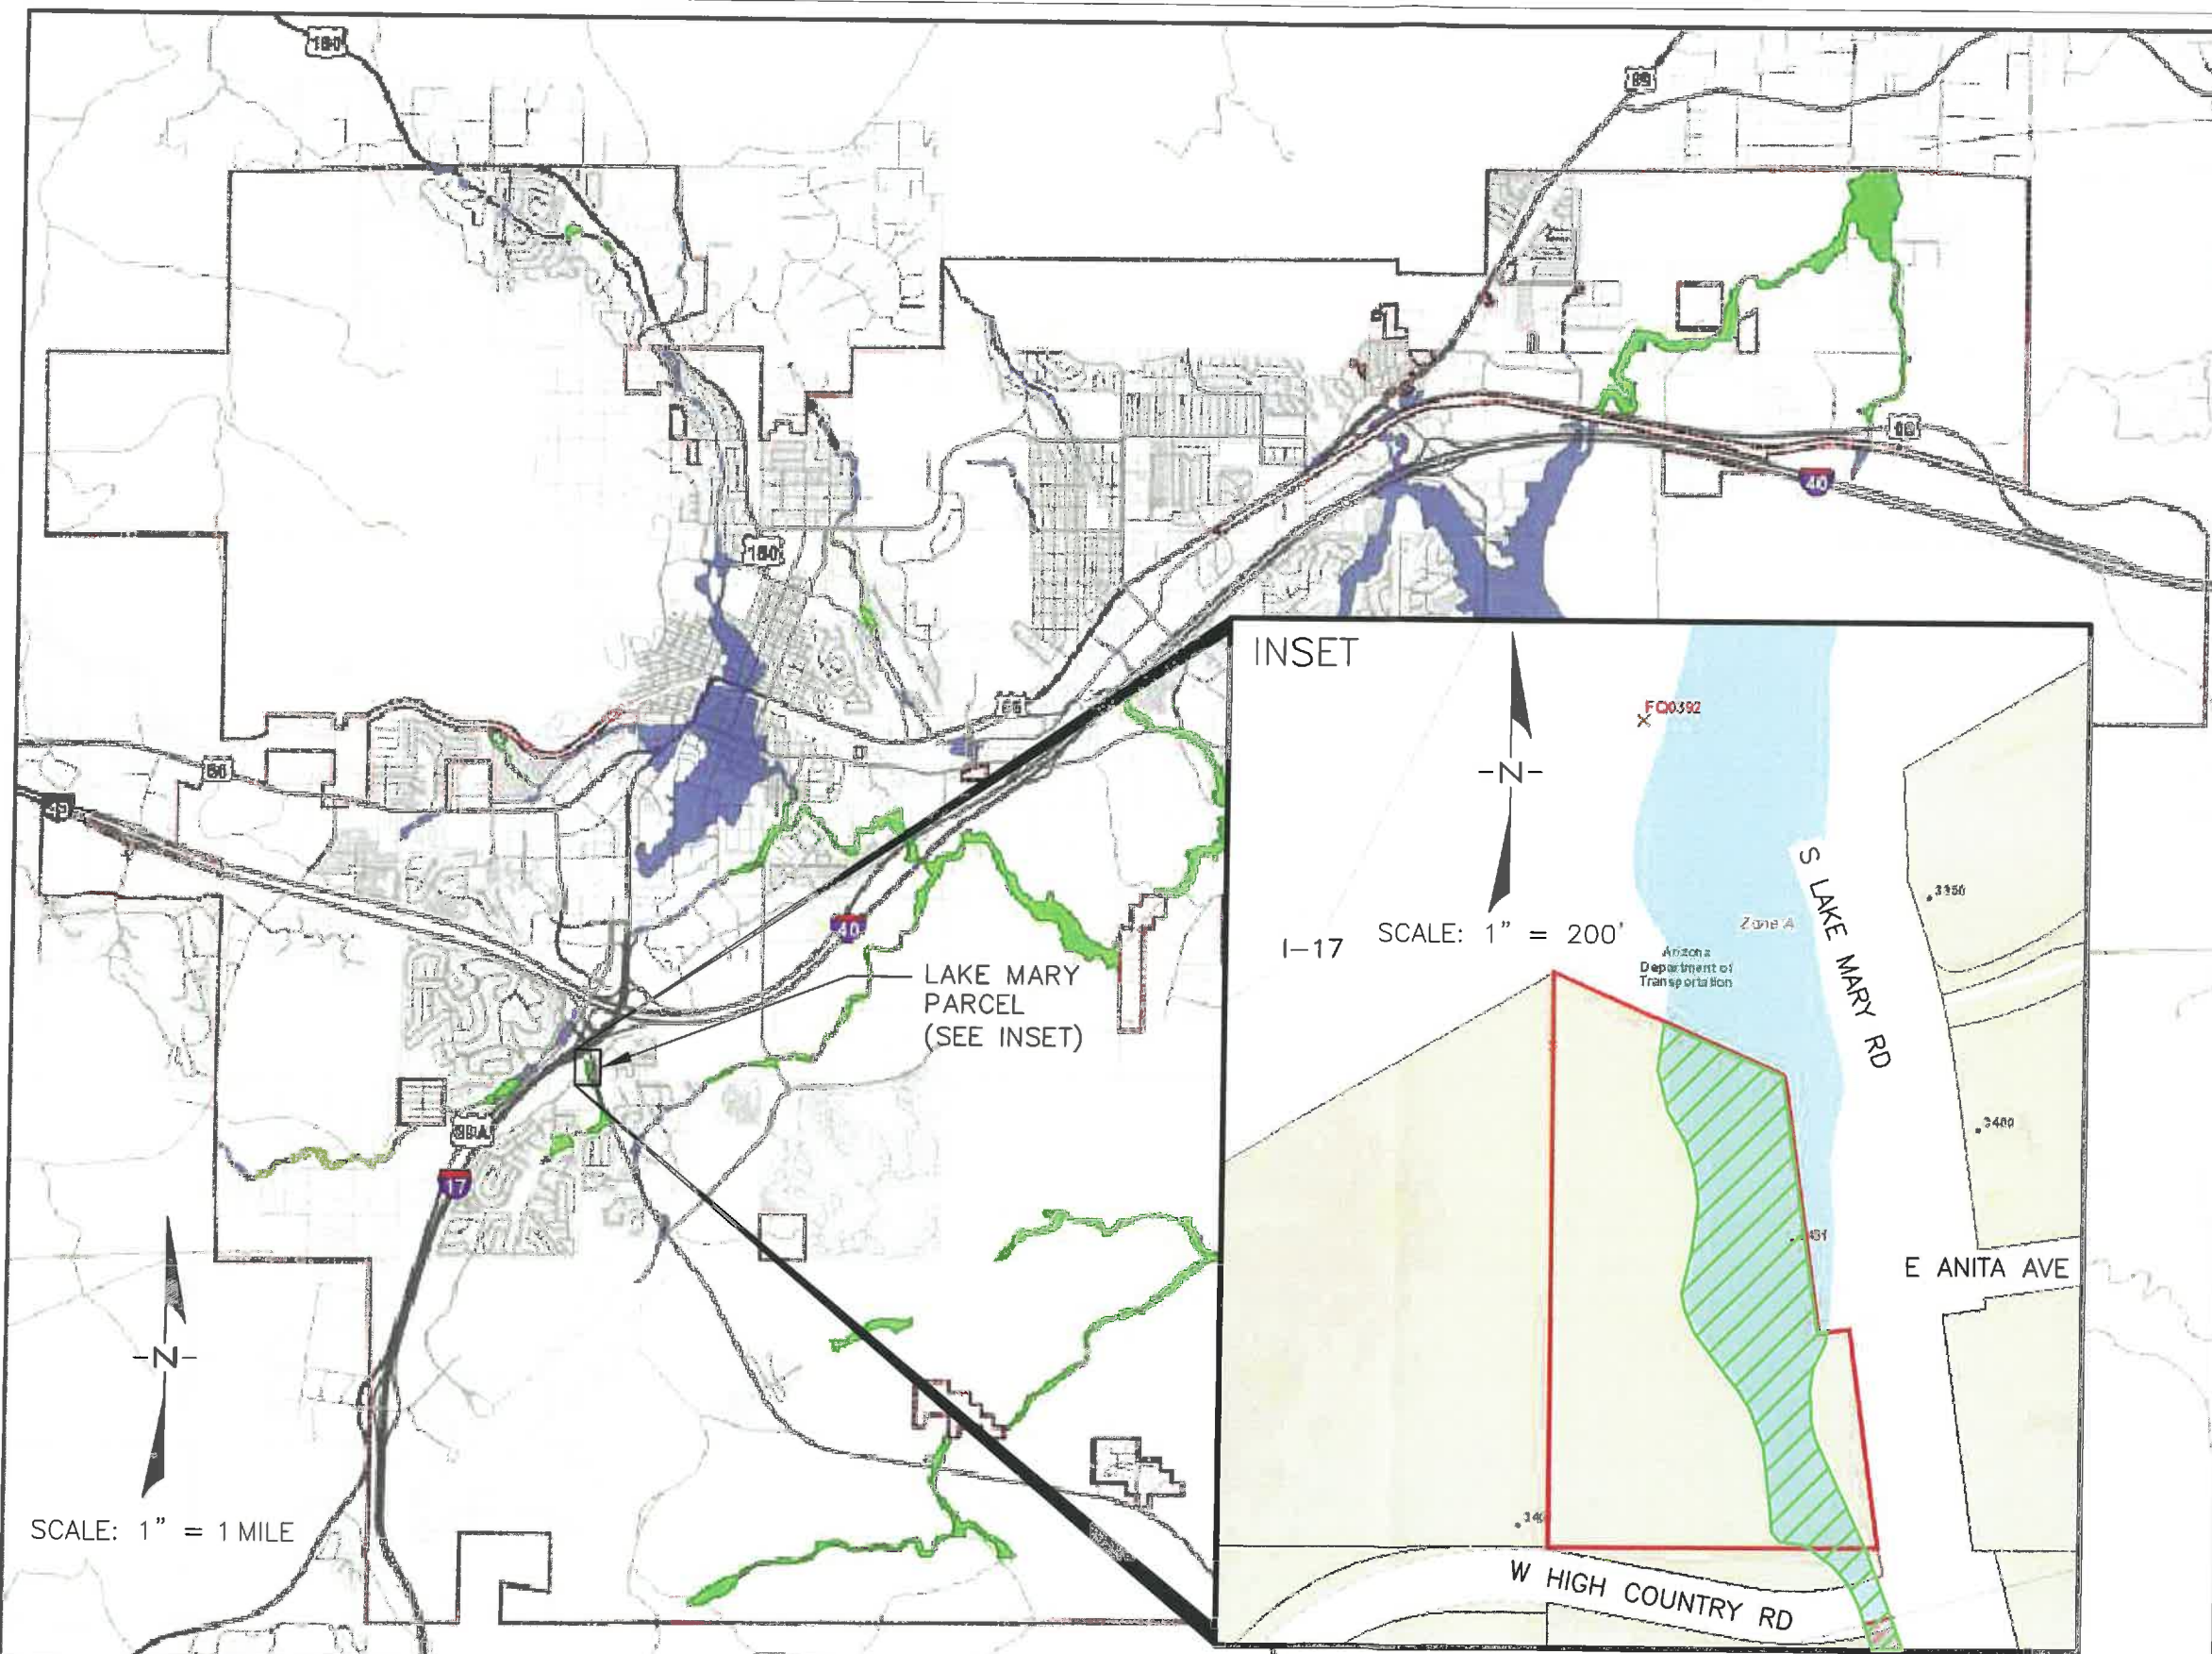 180
89
180
66
40
66
40
LAKE MARY
PARCEL
(SEE INSET)
40
89A
17
-N-
SCALE: 1" = 1 MILE
INSET
FQ0392
-N-
SCALE: 1" = 200'
I-17
Zone A
Arizona
Department of
Transportation
S LAKE MARY RD
3350
3400
E ANITA AVE
W HIGH COUNTRY RD